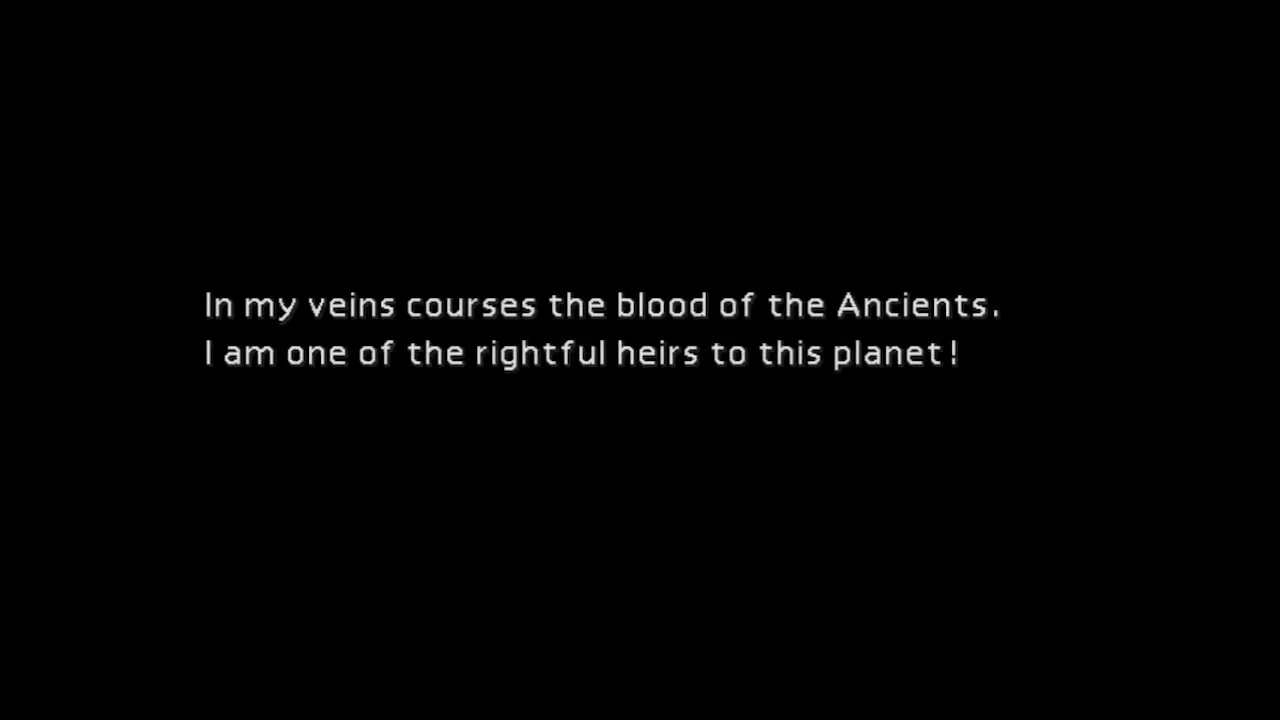 In my veins courses the blood of the Ancients.
I am one of the rightful heirs to this planet!